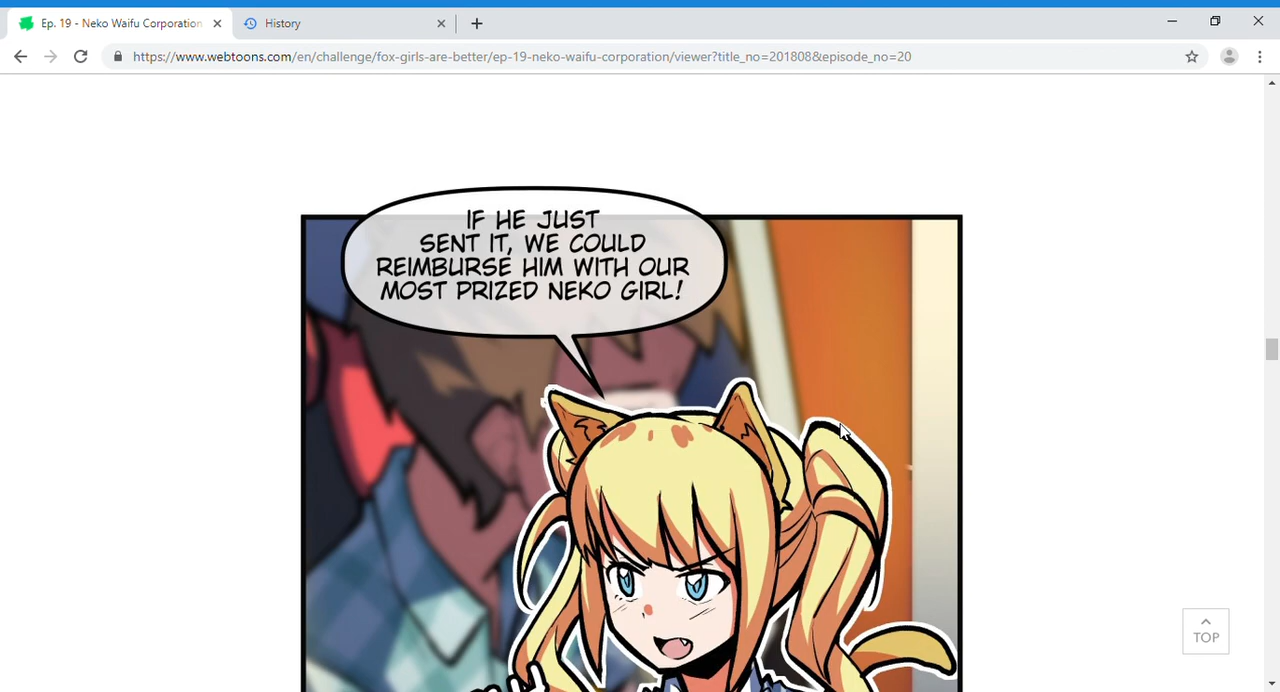 Ep. 19 - Neko Waifu Corporation
History
https://www.webtoons.com/en/challenge/fox-girls-are-better/ep-19-neko-waifu-corporation/viewer?title_no=201808&episode_no=20
IF HE JUST
SENT IT, WE COULD
REIMBURSE HIM WITH OUR
MOST PRIZED NEKO GIRL!
TOP